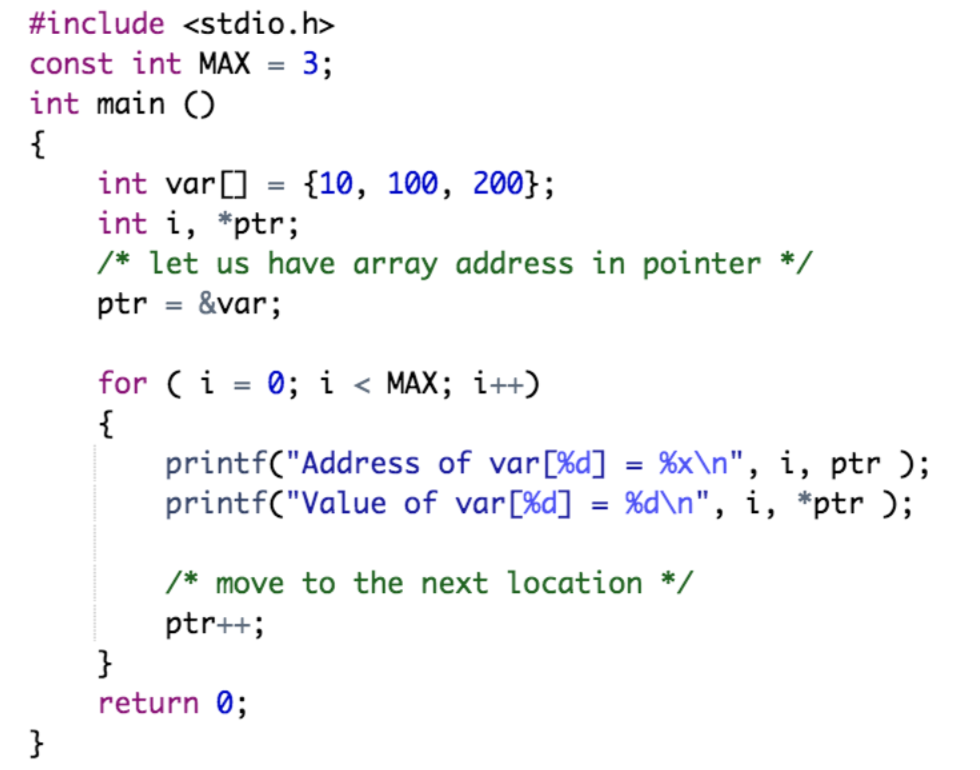 #include <stdio.h>
const int MAX = 3;
int main ()
{
    int var[] = {10, 100, 200};
    int i, *ptr;
    /* let us have array address in pointer */
    ptr = &var;

    for ( i = 0; i < MAX; i++)
    {
        printf("Address of var[%d] = %x\n", i, ptr );
        printf("Value of var[%d] = %d\n", i, *ptr );

        /* move to the next location */
        ptr++;
    }
    return 0;
}